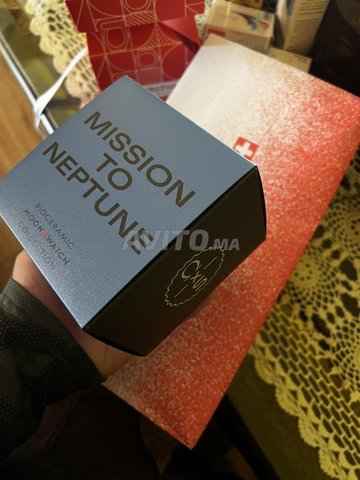 MISSION
TO
NEPTUNE
BIOCERAMIC
MOONSWATCH
COLLECTION
AVITO.MA